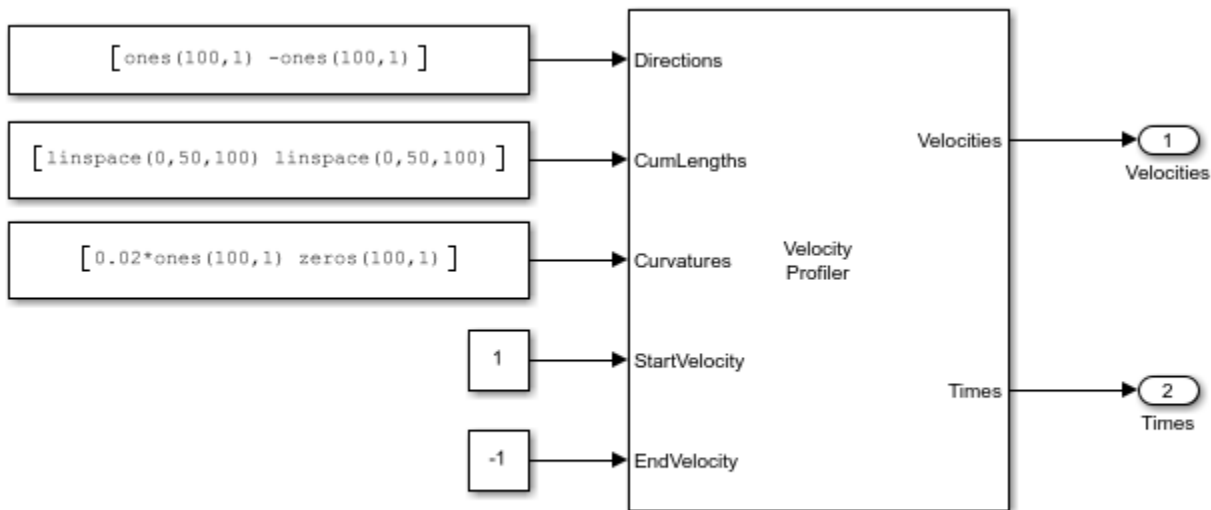 [ones(100,1) -ones(100,1)]
Directions
[linspace(0,50,100) linspace(0,50,100)]
CumLengths
[0.02*ones(100,1) zeros(100,1)]
Curvatures
1
StartVelocity
-1
EndVelocity
Velocity
Profiler
Velocities
1
Velocities
Times
2
Times